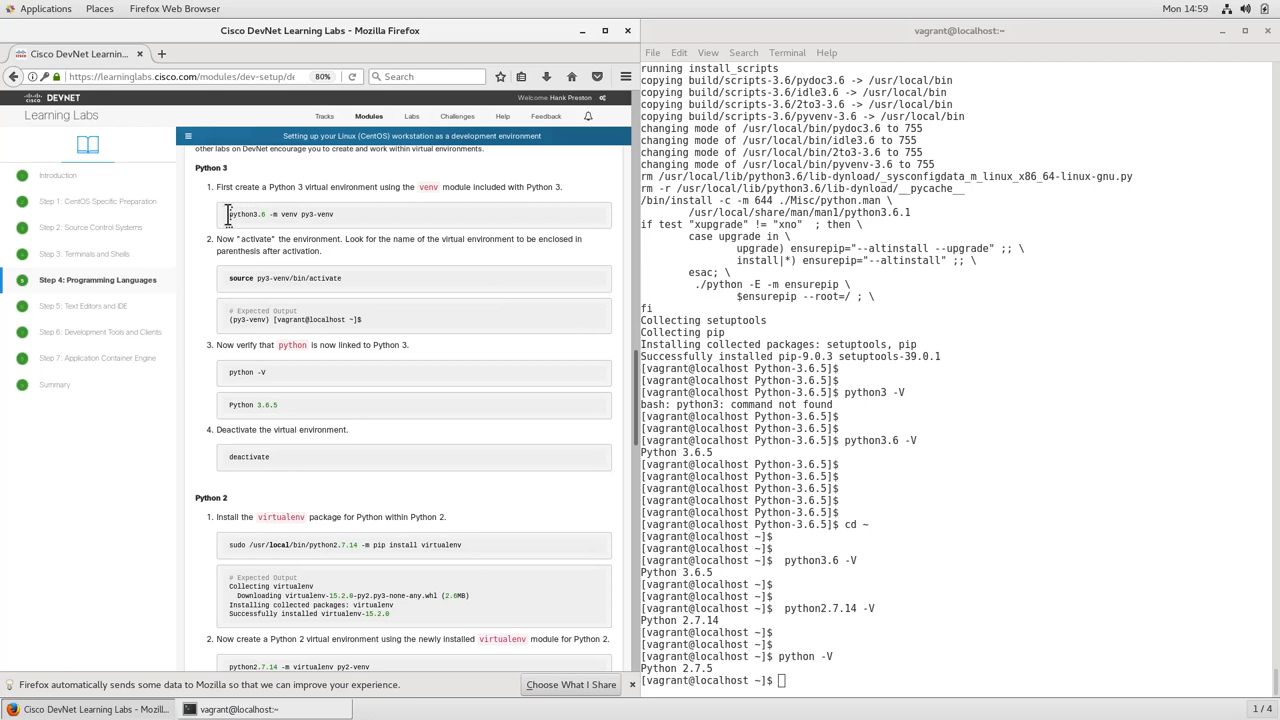 Applications Places Firefox Web Browser Mon 14:59
Cisco DevNet Learning Labs - Mozilla Firefox
Cisco DevNet Learnin...
https://learninglabs.cisco.com/modules/dev-setup/de 80% Search
CISCO DEVNET Welcome Hank Preston
Learning Labs Tracks Modules Labs Challenges Help Feedback
Setting up your Linux (CentOS) workstation as a development environment
Introduction
Step 1: CentOS Specific Preparation
Step 2: Source Control Systems
Step 3: Terminals and Shells
Step 4: Programming Languages
Step 5: Text Editors and IDE
Step 6: Development Tools and Clients
Step 7: Application Container Engine
Summary
other labs on DevNet encourage you to create and work within virtual environments.
Python 3
1. First create a Python 3 virtual environment using the venv module included with Python 3.
python3.6 -m venv py3-venv
2. Now "activate" the environment. Look for the name of the virtual environment to be enclosed in
parenthesis after activation.
source py3-venv/bin/activate
# Expected Output
(py3-venv) [vagrant@localhost ~]$
3. Now verify that python is now linked to Python 3.
python -V
Python 3.6.5
4. Deactivate the virtual environment.
deactivate
Python 2
1. Install the virtualenv package for Python within Python 2.
sudo /usr/local/bin/python2.7.14 -m pip install virtualenv
# Expected Output
Collecting virtualenv
Downloading virtualenv-15.2.0-py2.py3-none-any.whl (2.6MB)
Installing collected packages: virtualenv
Successfully installed virtualenv-15.2.0
2. Now create a Python 2 virtual environment using the newly installed virtualenv module for Python 2.
python2.7.14 -m virtualenv py2-venv
Firefox automatically sends some data to Mozilla so that we can improve your experience. Choose What I Share
vagrant@localhost:~
File Edit View Search Terminal Help
running install_scripts
copying build/scripts-3.6/pydoc3.6 -> /usr/local/bin
copying build/scripts-3.6/idle3.6 -> /usr/local/bin
copying build/scripts-3.6/2to3-3.6 -> /usr/local/bin
copying build/scripts-3.6/pyvenv-3.6 -> /usr/local/bin
changing mode of /usr/local/bin/pydoc3.6 to 755
changing mode of /usr/local/bin/idle3.6 to 755
changing mode of /usr/local/bin/2to3-3.6 to 755
changing mode of /usr/local/bin/pyvenv-3.6 to 755
rm /usr/local/lib/python3.6/lib-dynload/_sysconfigdata_m_linux_x86_64-linux-gnu.py
rm -r /usr/local/lib/python3.6/lib-dynload/__pycache__
/bin/install -c -m 644 ./Misc/python.man \
/usr/local/share/man/man1/python3.6.1
if test "xupgrade" != "xno" ; then \
case upgrade in \
upgrade) ensurepip="--altinstall --upgrade" ;; \
install|*) ensurepip="--altinstall" ;; \
esac; \
./python -E -m ensurepip \
$ensurepip --root=/ ; \
fi
Collecting setuptools
Collecting pip
Installing collected packages: setuptools, pip
Successfully installed pip-9.0.3 setuptools-39.0.1
[vagrant@localhost Python-3.6.5]$
[vagrant@localhost Python-3.6.5]$
[vagrant@localhost Python-3.6.5]$ python3 -V
bash: python3: command not found
[vagrant@localhost Python-3.6.5]$
[vagrant@localhost Python-3.6.5]$
[vagrant@localhost Python-3.6.5]$ python3.6 -V
Python 3.6.5
[vagrant@localhost Python-3.6.5]$
[vagrant@localhost Python-3.6.5]$
[vagrant@localhost Python-3.6.5]$
[vagrant@localhost Python-3.6.5]$
[vagrant@localhost Python-3.6.5]$
[vagrant@localhost Python-3.6.5]$ cd ~
[vagrant@localhost ~]$
[vagrant@localhost ~]$
[vagrant@localhost ~]$ python3.6 -V
Python 3.6.5
[vagrant@localhost ~]$
[vagrant@localhost ~]$
[vagrant@localhost ~]$ python2.7.14 -V
Python 2.7.14
[vagrant@localhost ~]$
[vagrant@localhost ~]$
[vagrant@localhost ~]$ python -V
Python 2.7.5
[vagrant@localhost ~]$
Cisco DevNet Learning Labs - Mozill... vagrant@localhost:~ 1 / 4